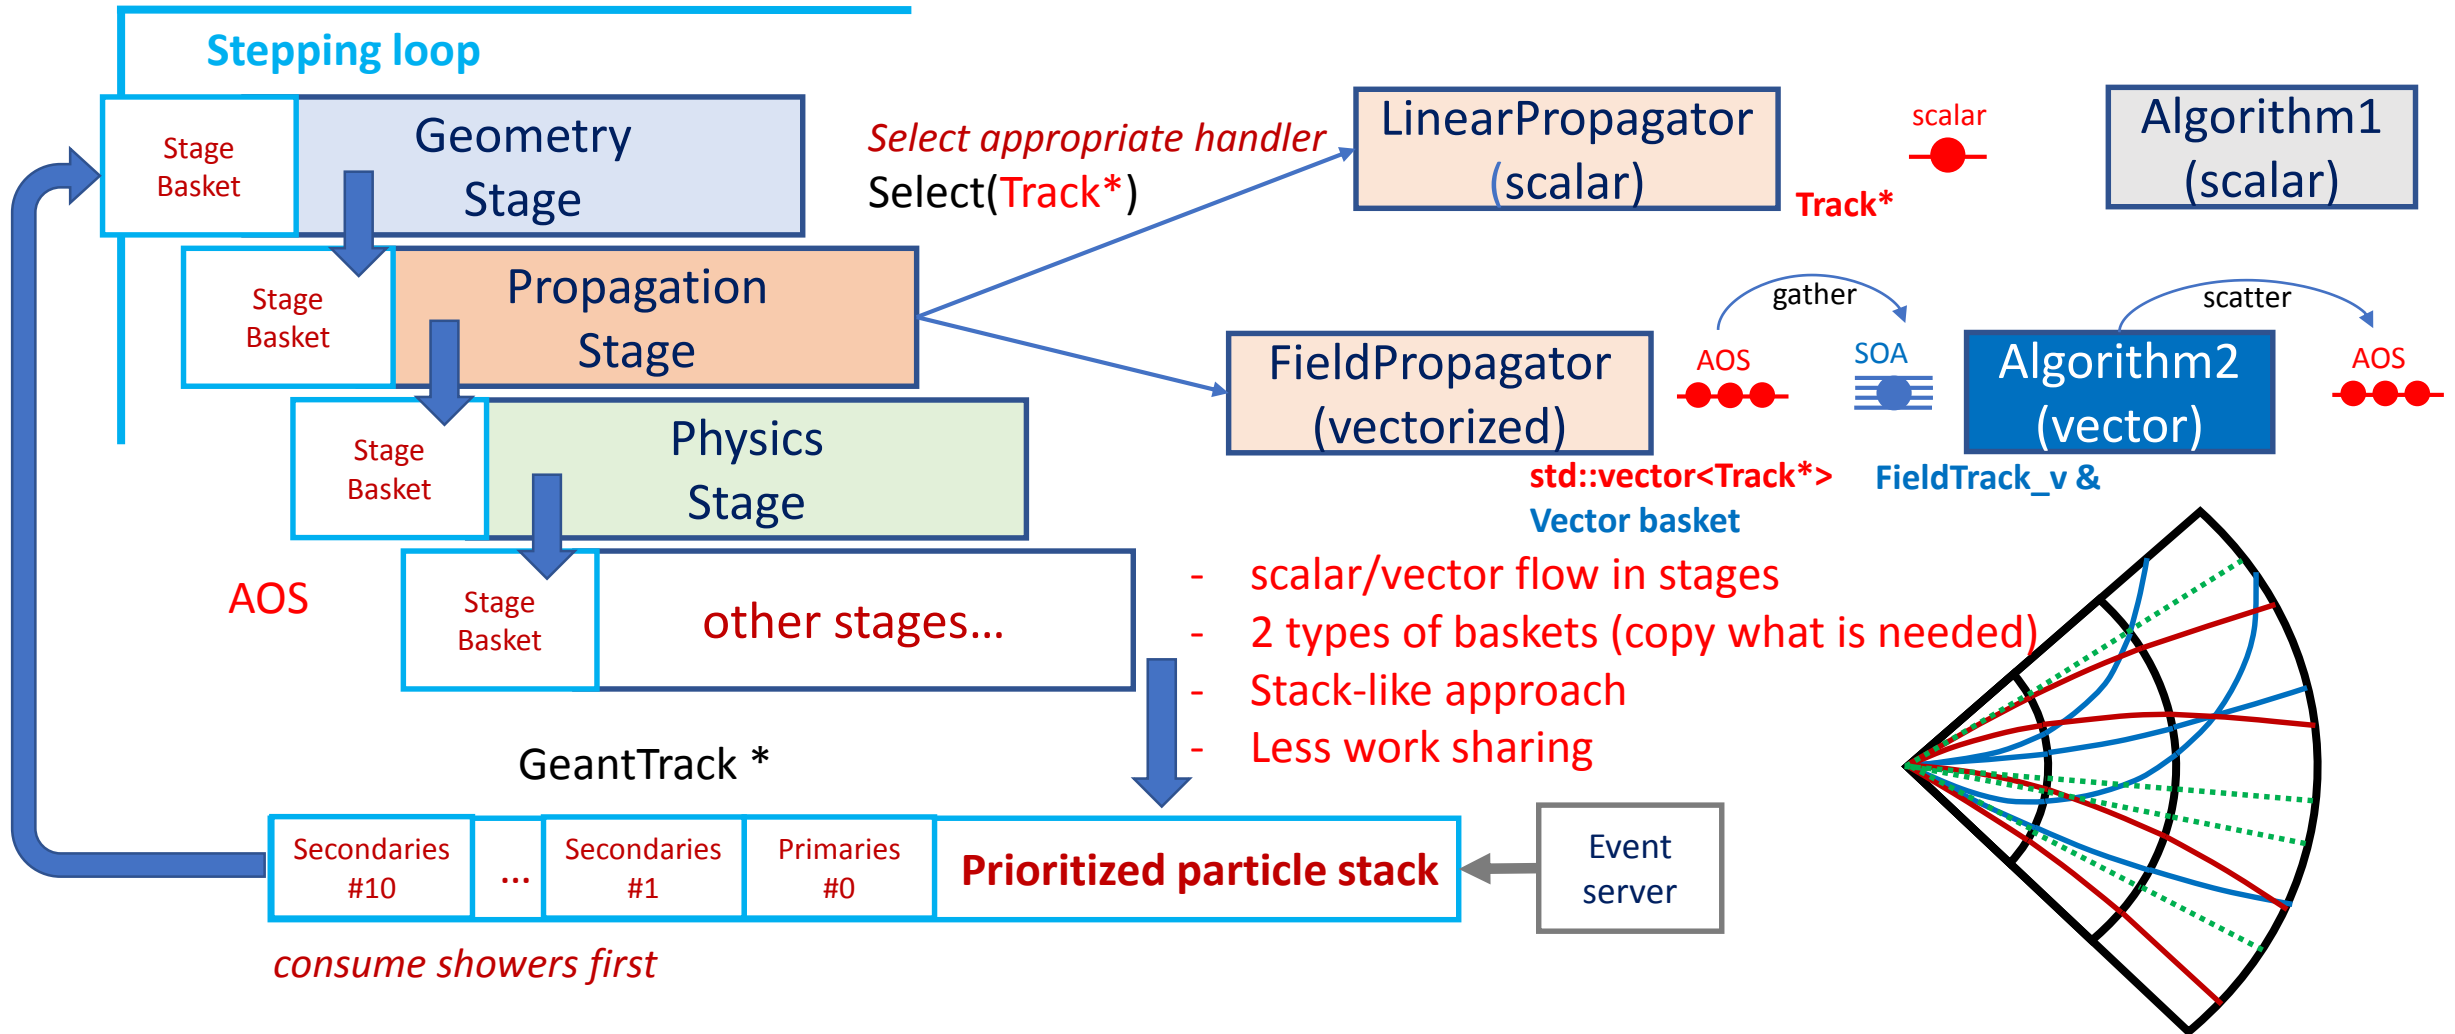 Stepping loop
Stage
Basket
Geometry
Stage
Select appropriate handler
Select(Track*)
LinearPropagator
(scalar)
Track*
scalar
Algorithm1
(scalar)
Stage
Basket
Propagation
Stage
gather
scatter
FieldPropagator
(vectorized)
AOS
SOA
Algorithm2
(vector)
AOS
std::vector<Track*>
Vector basket
FieldTrack_v &
Stage
Basket
Physics
Stage
AOS
Stage
Basket
other stages...
- scalar/vector flow in stages
- 2 types of baskets (copy what is needed)
- Stack-like approach
- Less work sharing
GeantTrack *
Secondaries
#10
...
Secondaries
#1
Primaries
#0
Prioritized particle stack
Event
server
consume showers first